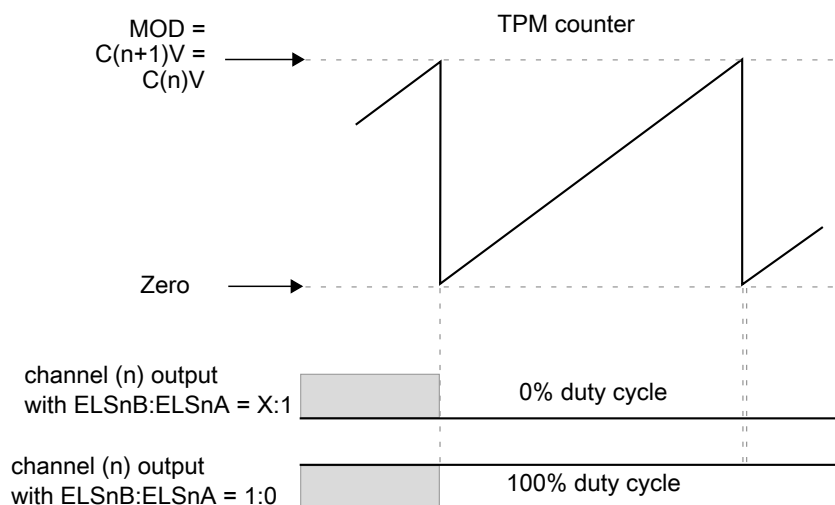 MOD =
C(n+1)V =
C(n)V
TPM counter
Zero
channel (n) output
with ELSnB:ELSnA = X:1
0% duty cycle
channel (n) output
with ELSnB:ELSnA = 1:0
100% duty cycle